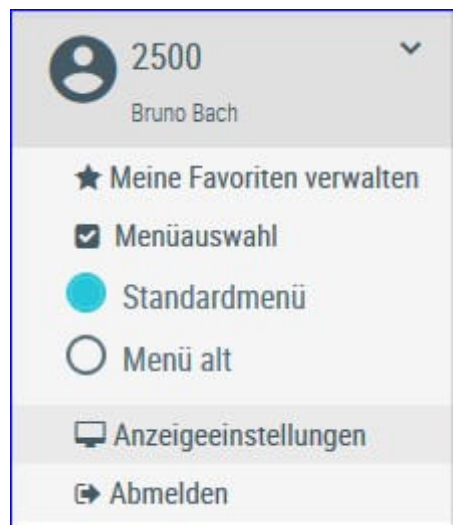 2500
Bruno Bach
Meine Favoriten verwalten
Menüauswahl
Standardmenü
Menü alt
Anzeigeeinstellungen
Abmelden